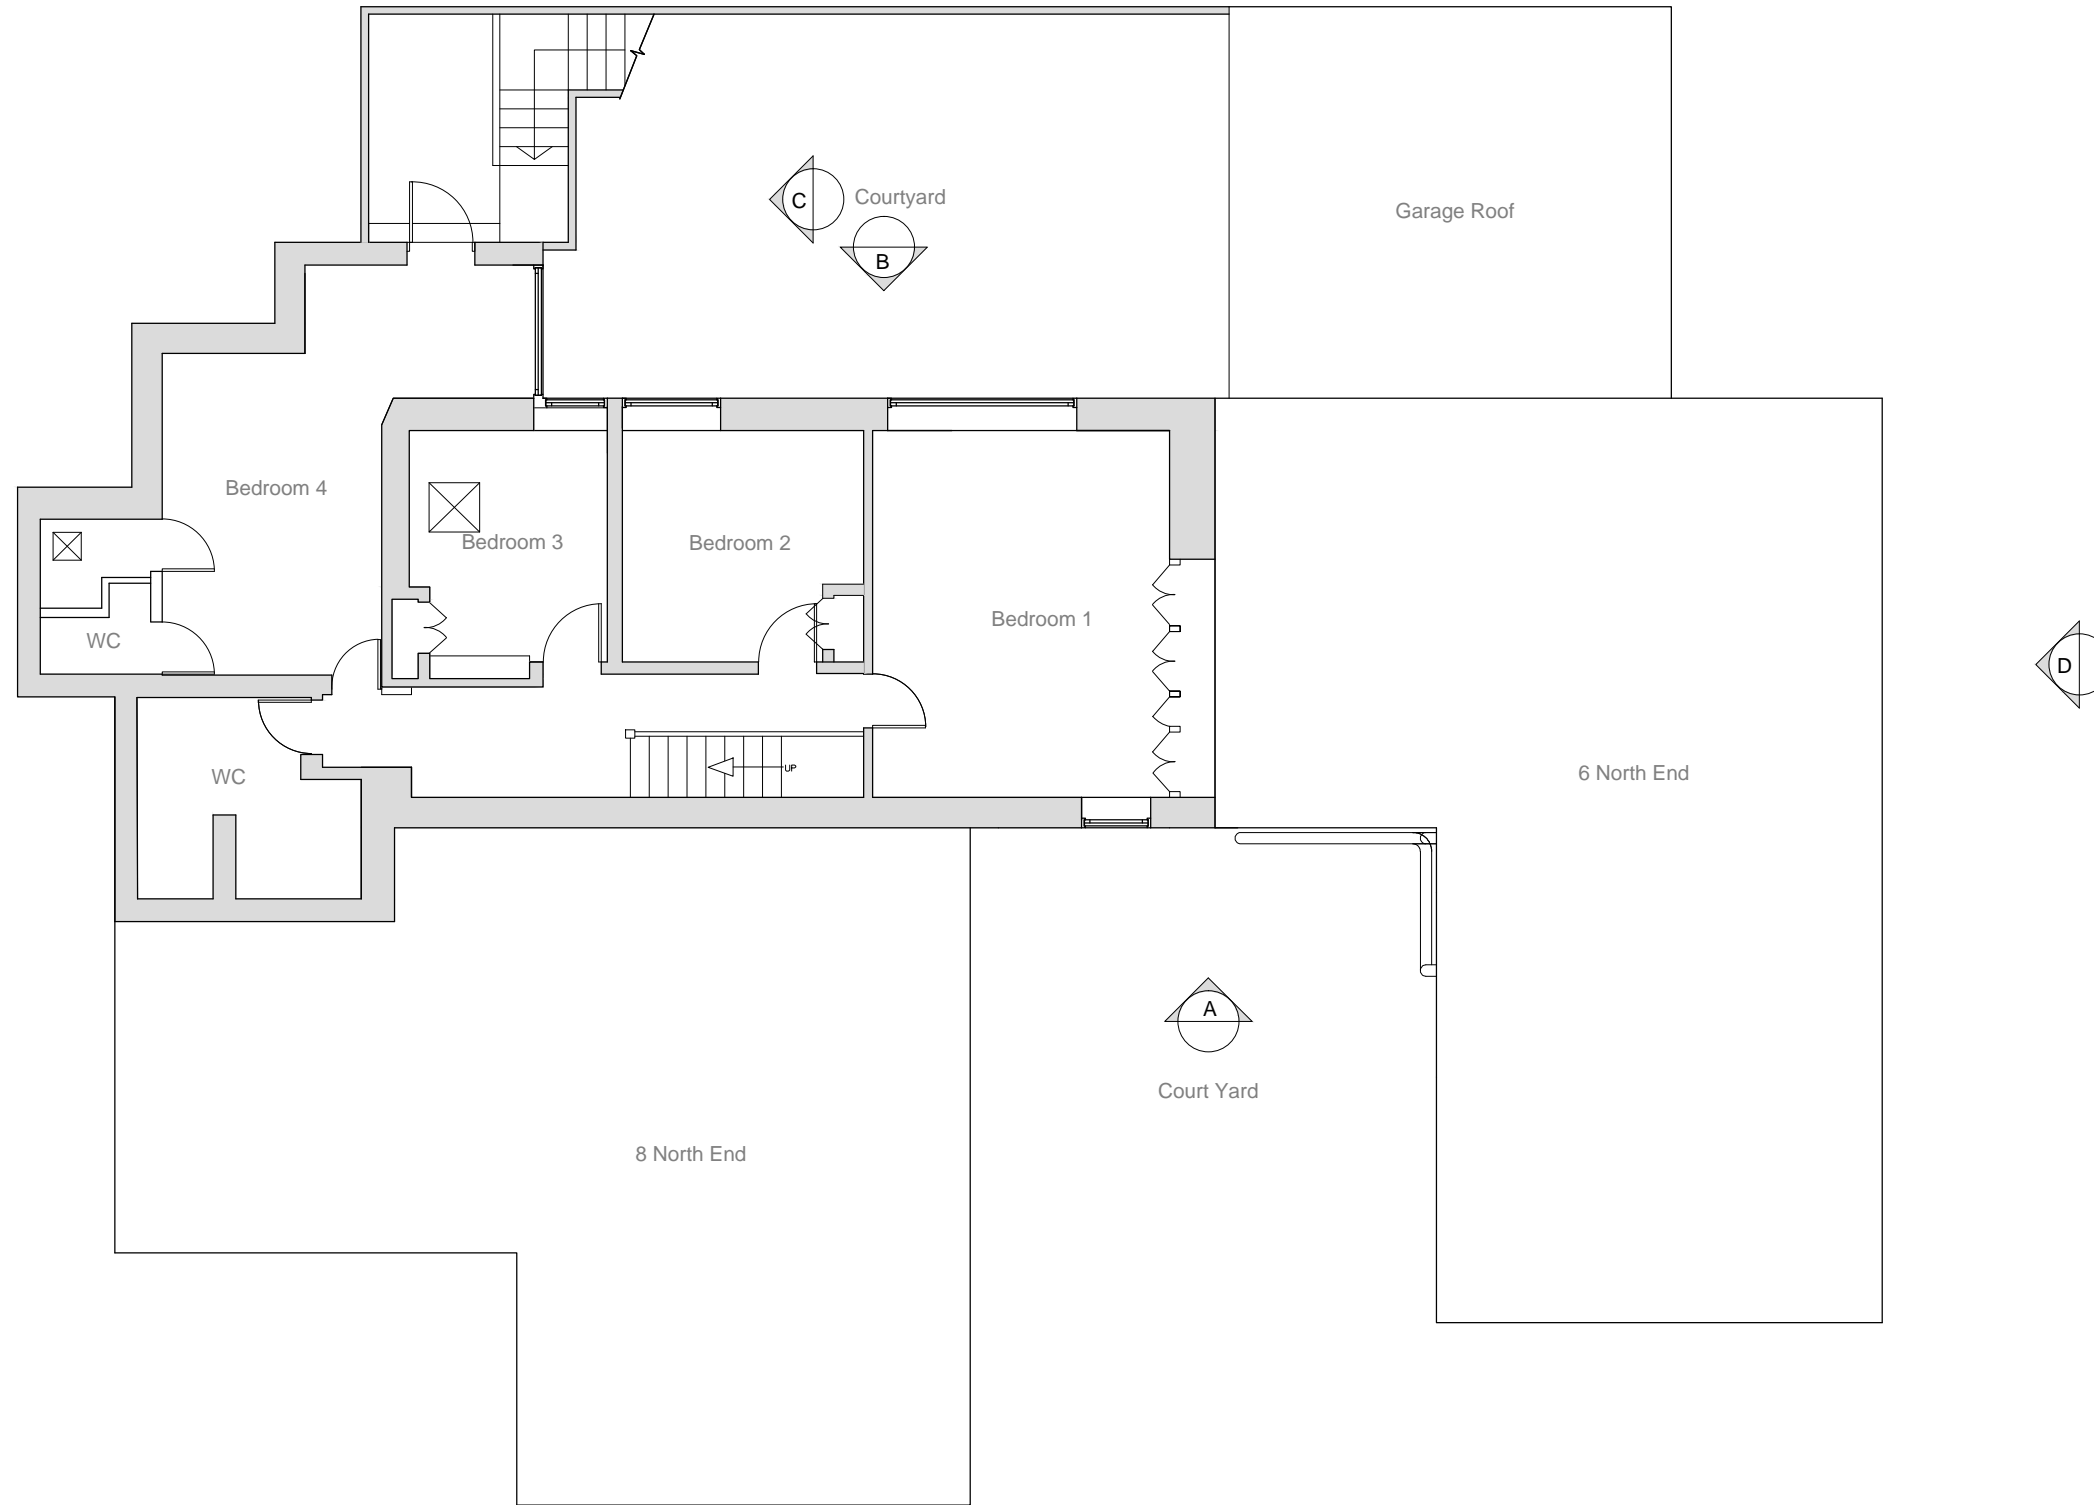 C
Courtyard
B
Garage Roof
Bedroom 4
Bedroom 3
Bedroom 2
Bedroom 1
WC
D
WC
UP
6 North End
A
Court Yard
8 North End